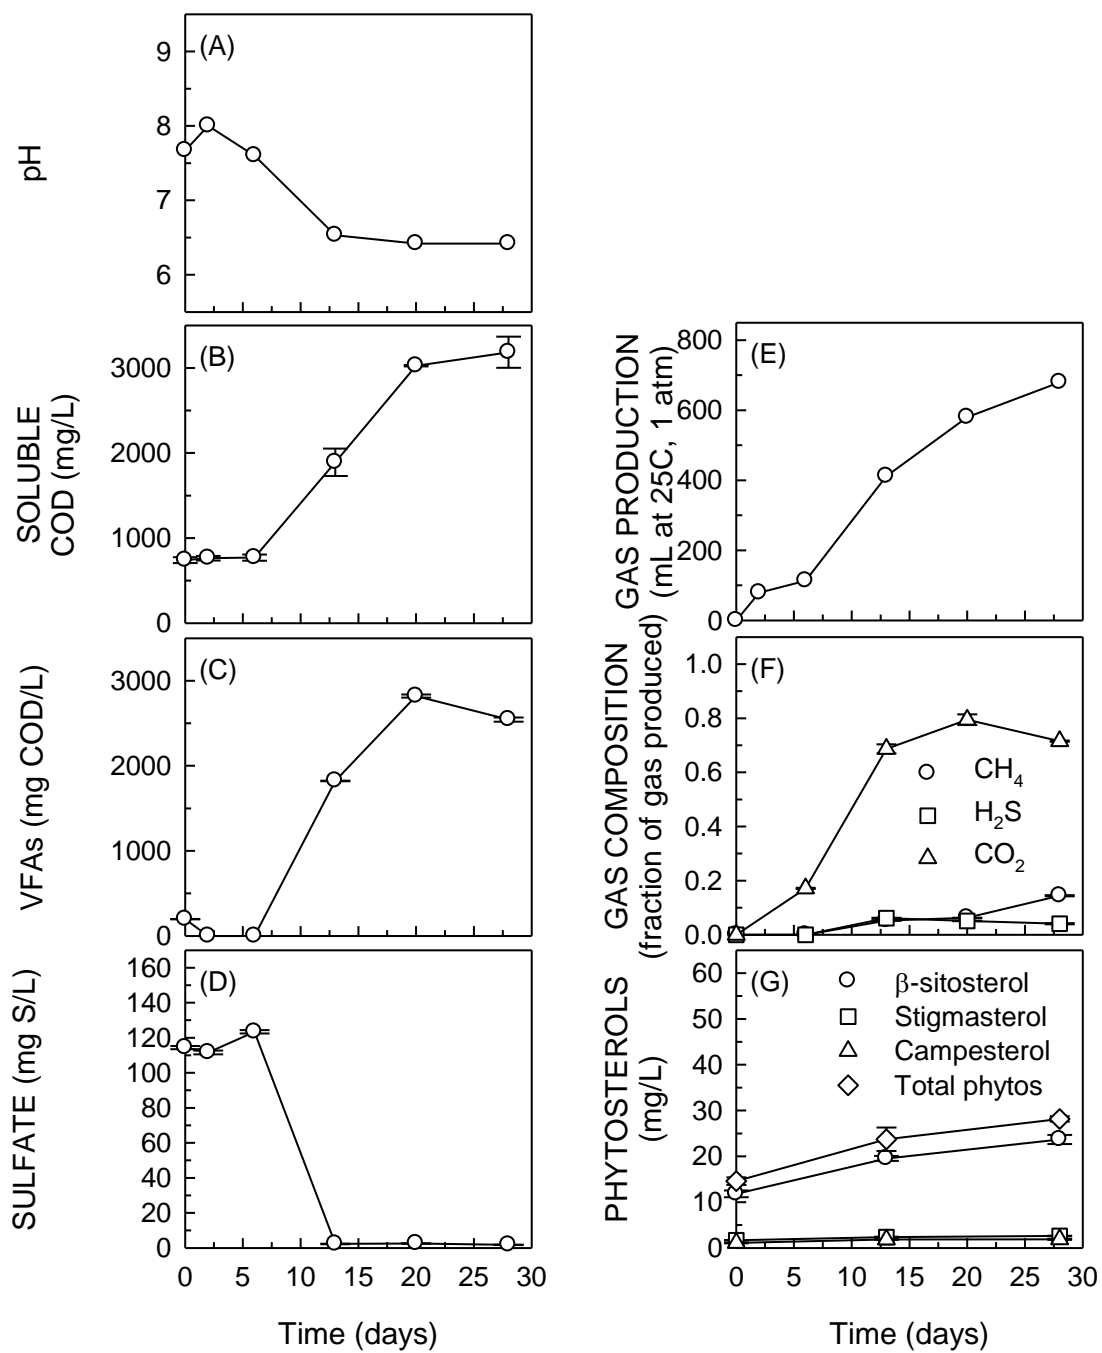 (A)
9
8
7
6
pH
(B)
3000
2000
1000
0
SOLUBLE
COD (mg/L)
(C)
3000
2000
1000
0
VFAs (mg COD/L)
(D)
160
140
120
100
80
60
40
20
0
SULFATE (mg S/L)
0 5 10 15 20 25 30
Time (days)
(E)
800
600
400
200
0
GAS PRODUCTION
(mL at 25C, 1 atm)
(F)
1.0
0.8
0.6
0.4
0.2
0.0
GAS COMPOSITION
(fraction of gas produced)
CH4
H2S
CO2
(G)
60
50
40
30
20
10
0
PHYTOSTEROLS
(mg/L)
β-sitosterol
Stigmasterol
Campesterol
Total phytos
0 5 10 15 20 25 30
Time (days)